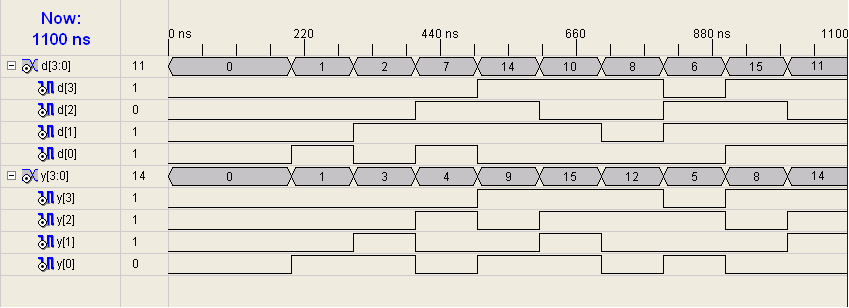 Now:
1100 ns
0 ns 220 440 ns 660 880 ns 1100
d[3:0] 11 0 1 2 7 14 10 8 6 15 11
d[3] 1
d[2] 0
d[1] 1
d[0] 1
y[3:0] 14 0 1 3 4 9 15 12 5 8 14
y[3] 1
y[2] 1
y[1] 1
y[0] 0